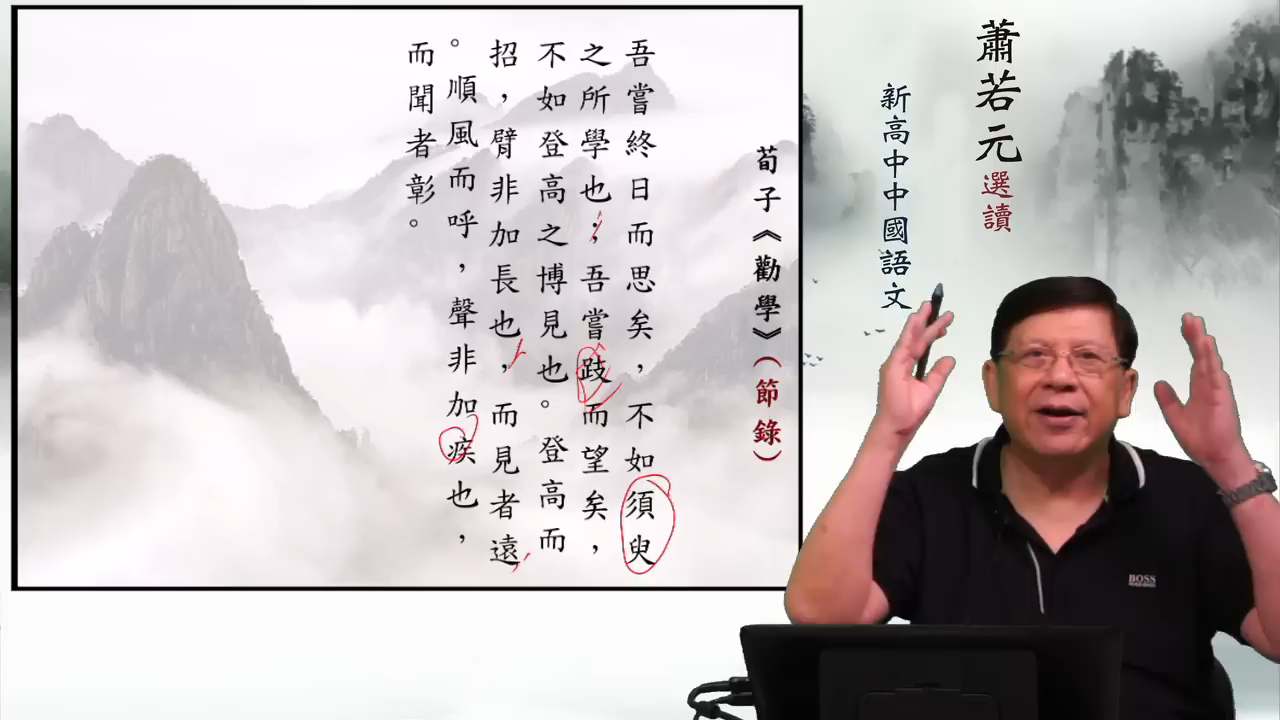 蕭若元
選讀
新高中中國語文
荀子《勸學》(節錄)
吾嘗終日而思矣,不如須臾
之所學也;吾嘗跂而望矣,
不如登高之博見也。登高而
招,臂非加長也,而見者遠
。順風而呼,聲非加疾也,
而聞者彰。
BOSS